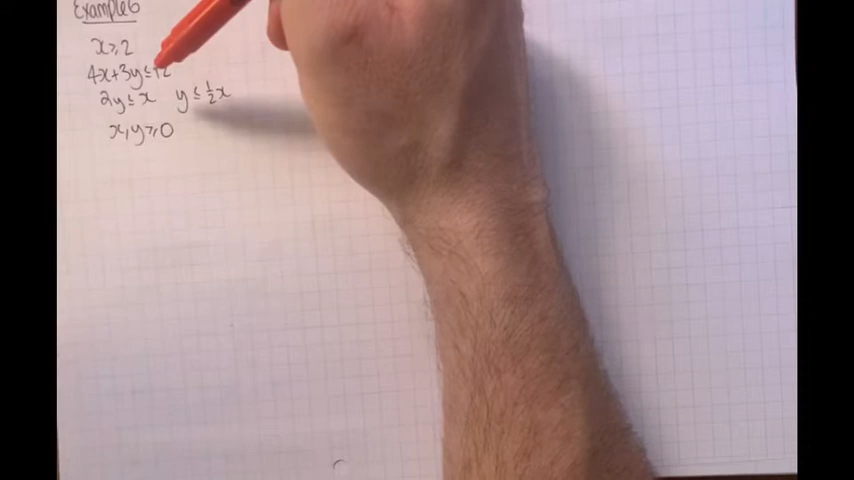 Example 6
x ≥ 2
4x + 3y ≤ 12
2y ≤ x   y ≤ ½x
x, y ≥ 0